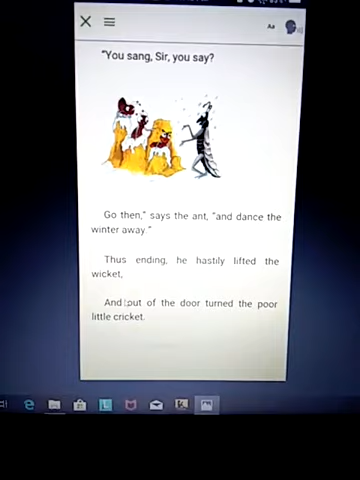 Aa
"You sang, Sir, you say?
Go then," says the ant, "and dance the
winter away."
Thus ending, he hastily lifted the
wicket,
And out of the door turned the poor
little cricket.